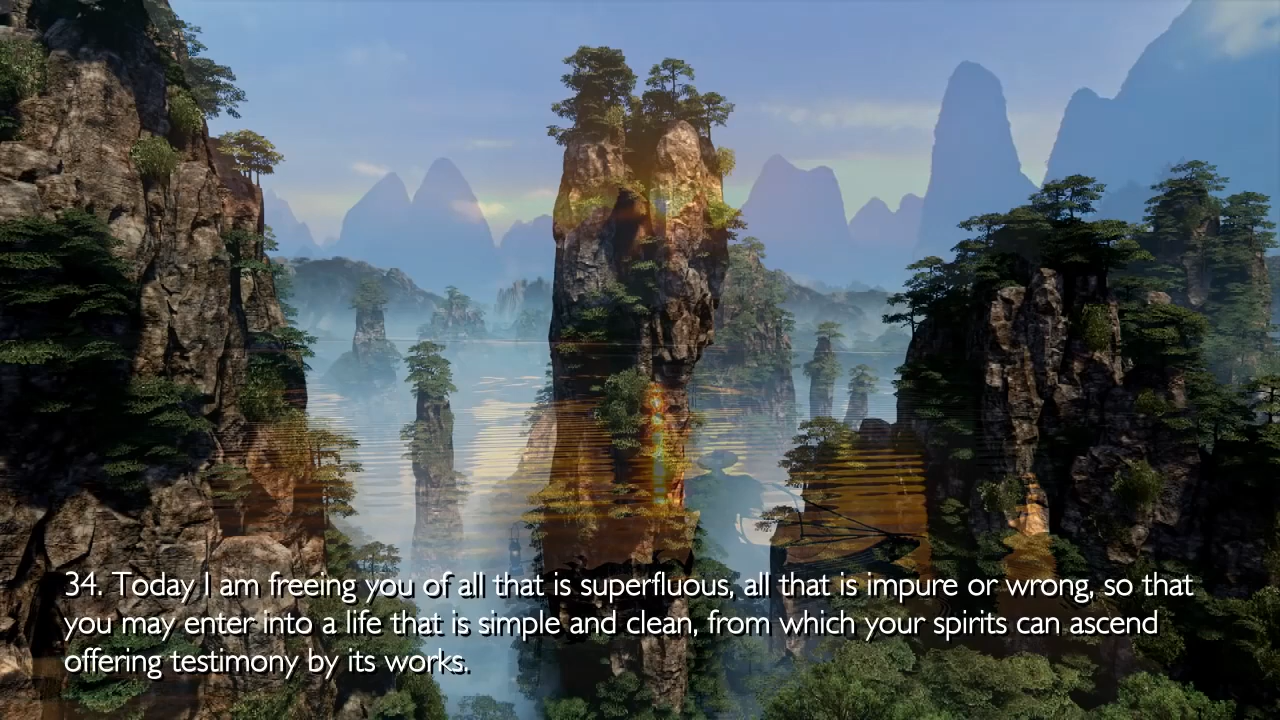 34. Today I am freeing you of all that is superfluous, all that is impure or wrong, so that
you may enter into a life that is simple and clean, from which your spirits can ascend
offering testimony by its works.